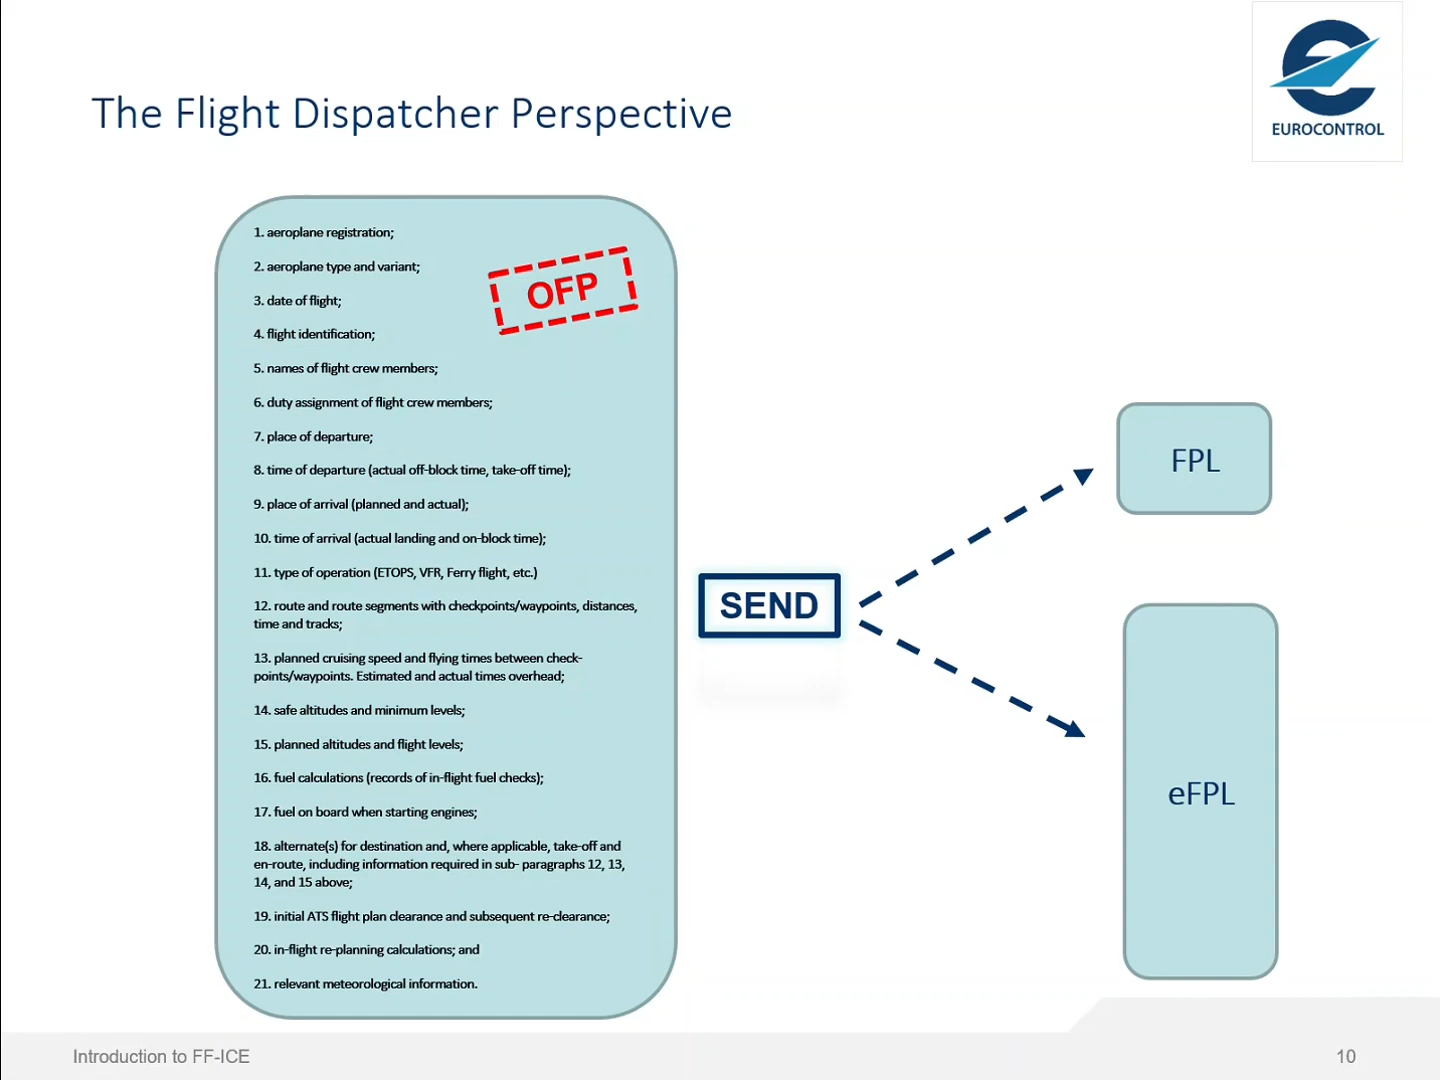 EUROCONTROL
The Flight Dispatcher Perspective
1. aeroplane registration;
2. aeroplane type and variant;
3. date of flight;
4. flight identification;
5. names of flight crew members;
6. duty assignment of flight crew members;
7. place of departure;
8. time of departure (actual off-block time, take-off time);
9. place of arrival (planned and actual);
10. time of arrival (actual landing and on-block time);
11. type of operation (ETOPS, VFR, Ferry flight, etc.)
12. route and route segments with checkpoints/waypoints, distances,
time and tracks;
13. planned cruising speed and flying times between check-
points/waypoints. Estimated and actual times overhead;
14. safe altitudes and minimum levels;
15. planned altitudes and flight levels;
16. fuel calculations (records of in-flight fuel checks);
17. fuel on board when starting engines;
18. alternate(s) for destination and, where applicable, take-off and
en-route, including information required in sub- paragraphs 12, 13,
14, and 15 above;
19. initial ATS flight plan clearance and subsequent re-clearance;
20. in-flight re-planning calculations; and
21. relevant meteorological information.
OFP
SEND
FPL
eFPL
Introduction to FF-ICE
10